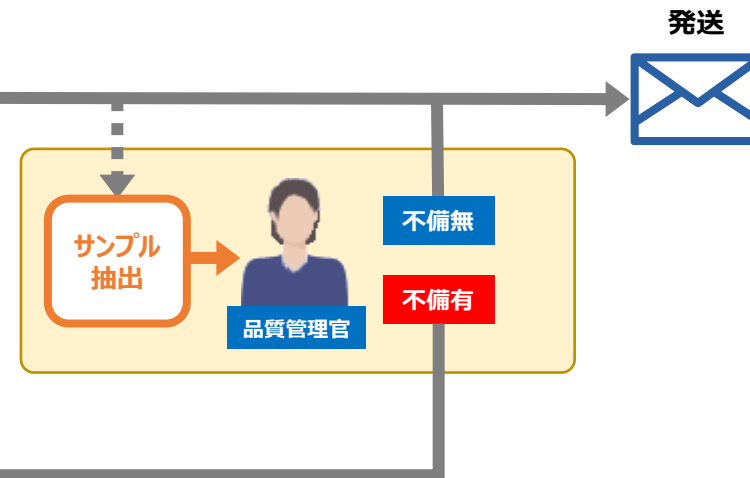 発送
サンプル
抽出
不備無
不備有
品質管理官